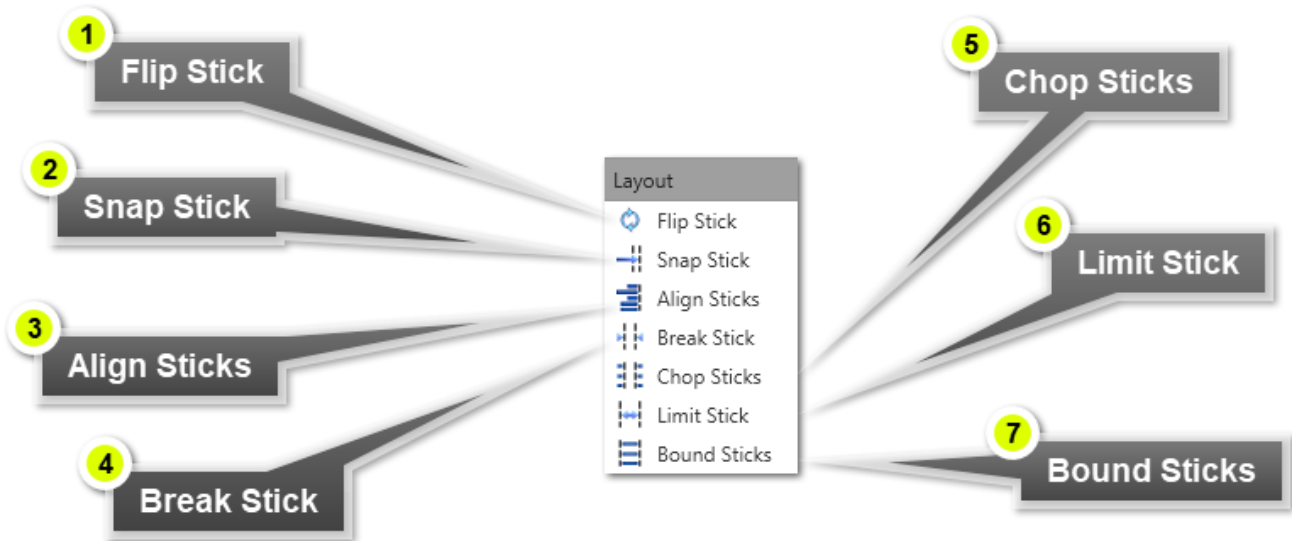 1
Flip Stick
2
Snap Stick
3
Align Sticks
4
Break Stick
Layout
Flip Stick
Snap Stick
Align Sticks
Break Stick
Chop Sticks
Limit Stick
Bound Sticks
5
Chop Sticks
6
Limit Stick
7
Bound Sticks